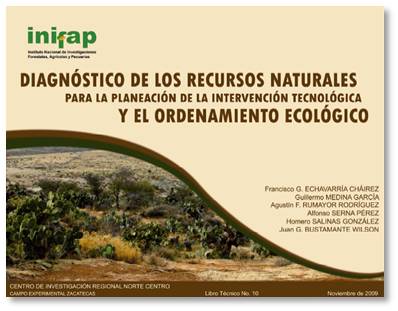 inifap
Instituto Nacional de Investigaciones
Forestales, Agrícolas y Pecuarias
DIAGNÓSTICO DE LOS RECURSOS NATURALES
PARA LA PLANEACIÓN DE LA INTERVENCIÓN TECNOLÓGICA
Y EL ORDENAMIENTO ECOLÓGICO
Francisco G. ECHAVARRÍA CHÁIREZ
Guillermo MEDINA GARCÍA
Agustín F. RUMAYOR RODRÍGUEZ
Alfonso SERNA PÉREZ
Homero SALINAS GONZÁLEZ
Juan G. BUSTAMANTE WILSON
CENTRO DE INVESTIGACIÓN REGIONAL NORTE CENTRO
CAMPO EXPERIMENTAL ZACATECAS
Libro Técnico No. 10
Noviembre de 2009